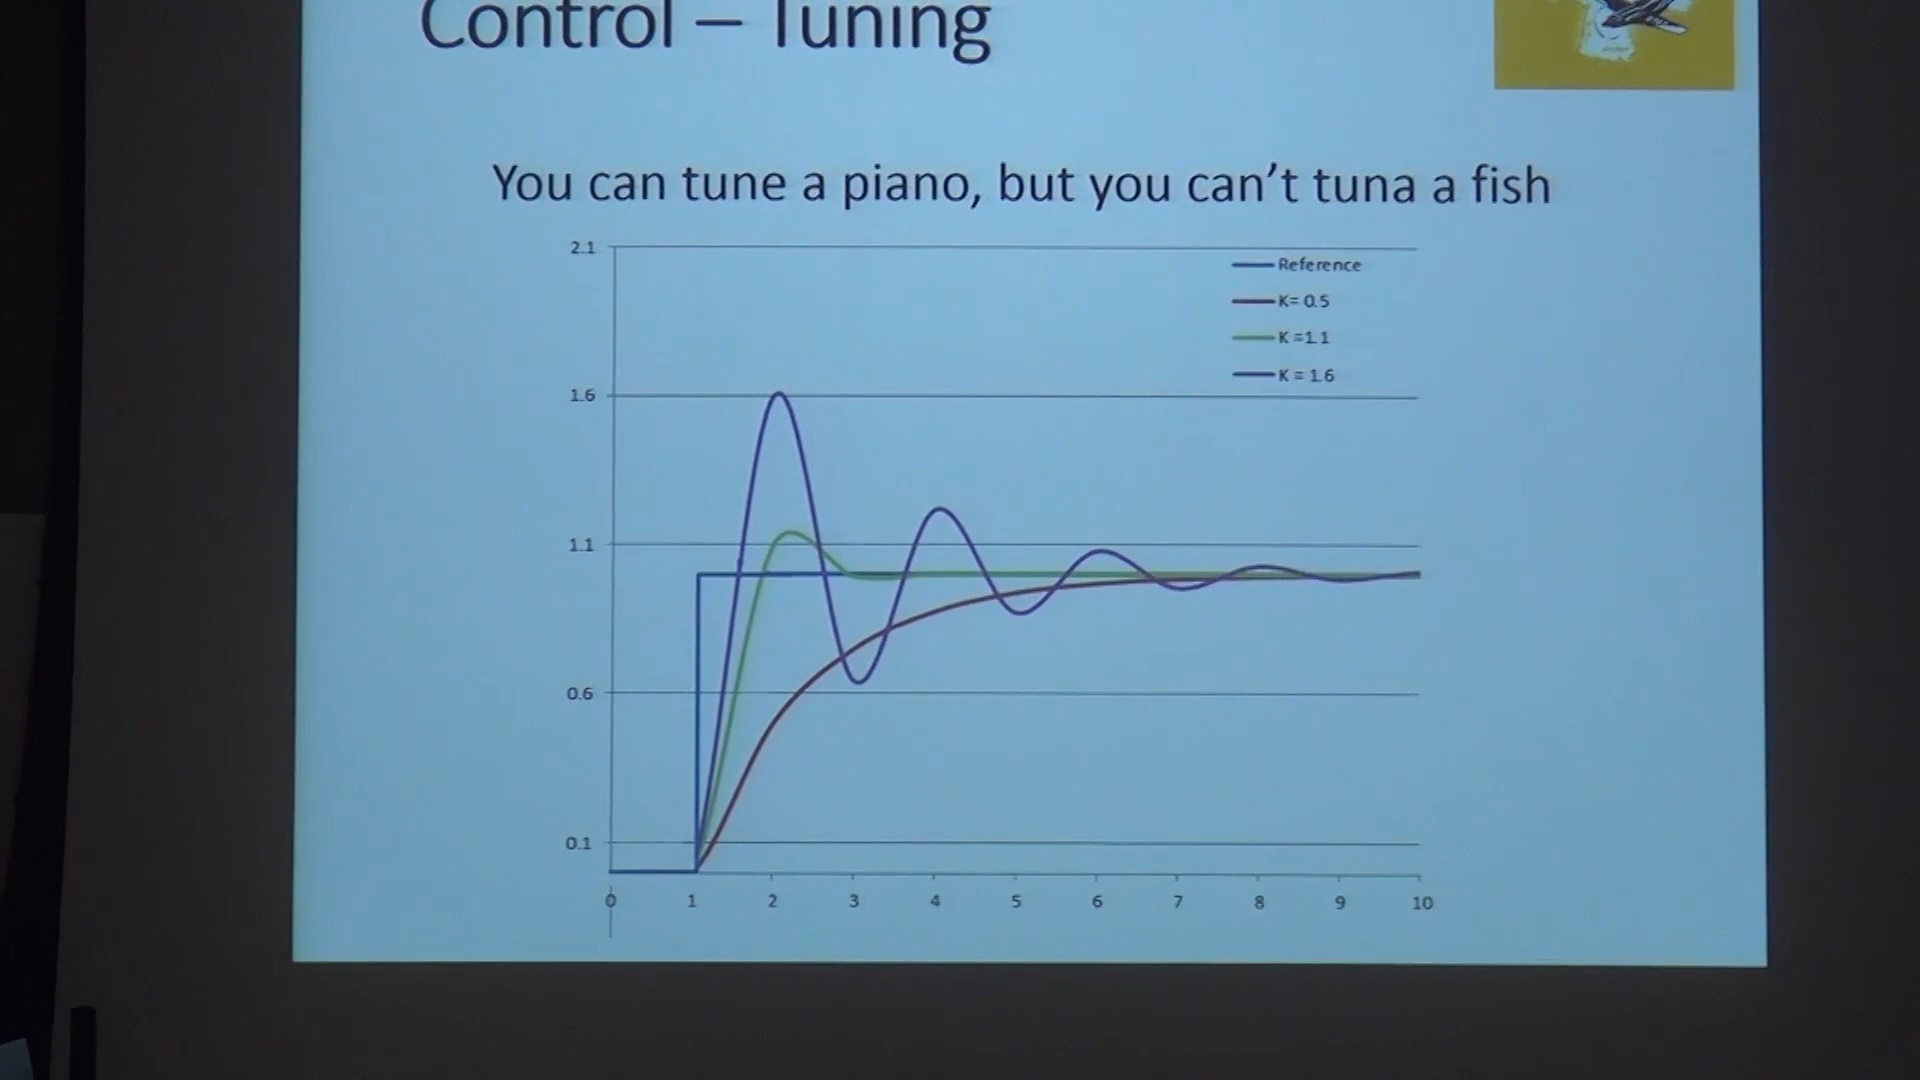 Control – Tuning
You can tune a piano, but you can't tuna a fish
2.1
Reference
K= 0.5
K =1.1
K = 1.6
1.6
1.1
0.6
0.1
0 1 2 3 4 5 6 7 8 9 10